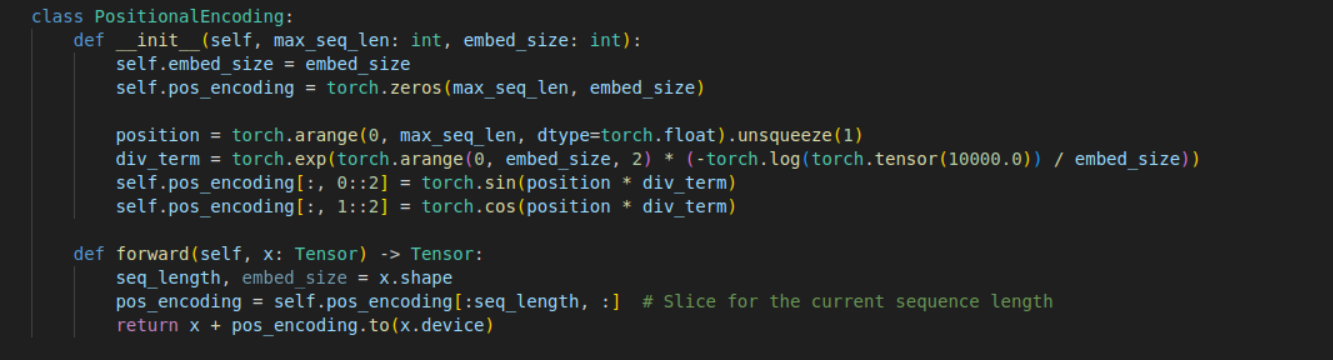 class PositionalEncoding:
    def __init__(self, max_seq_len: int, embed_size: int):
        self.embed_size = embed_size
        self.pos_encoding = torch.zeros(max_seq_len, embed_size)

        position = torch.arange(0, max_seq_len, dtype=torch.float).unsqueeze(1)
        div_term = torch.exp(torch.arange(0, embed_size, 2) * (-torch.log(torch.tensor(10000.0)) / embed_size))
        self.pos_encoding[:, 0::2] = torch.sin(position * div_term)
        self.pos_encoding[:, 1::2] = torch.cos(position * div_term)

    def forward(self, x: Tensor) -> Tensor:
        seq_length, embed_size = x.shape
        pos_encoding = self.pos_encoding[:seq_length, :]  # Slice for the current sequence length
        return x + pos_encoding.to(x.device)